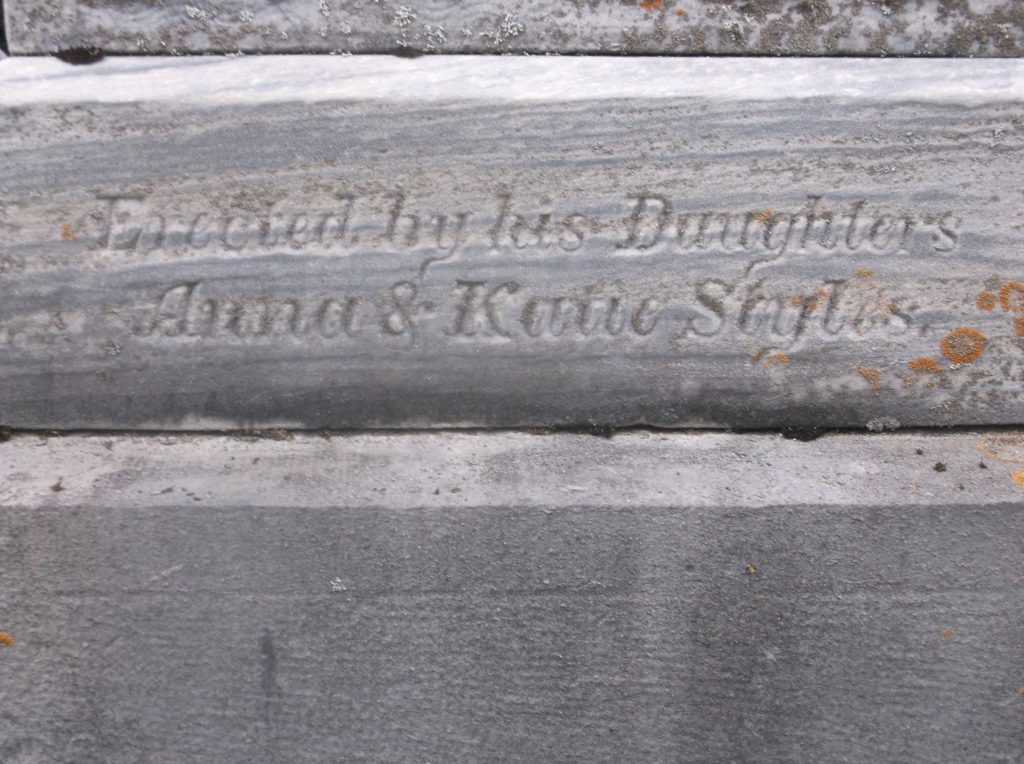 Erected by his Daughters
Anna & Katie Styles.